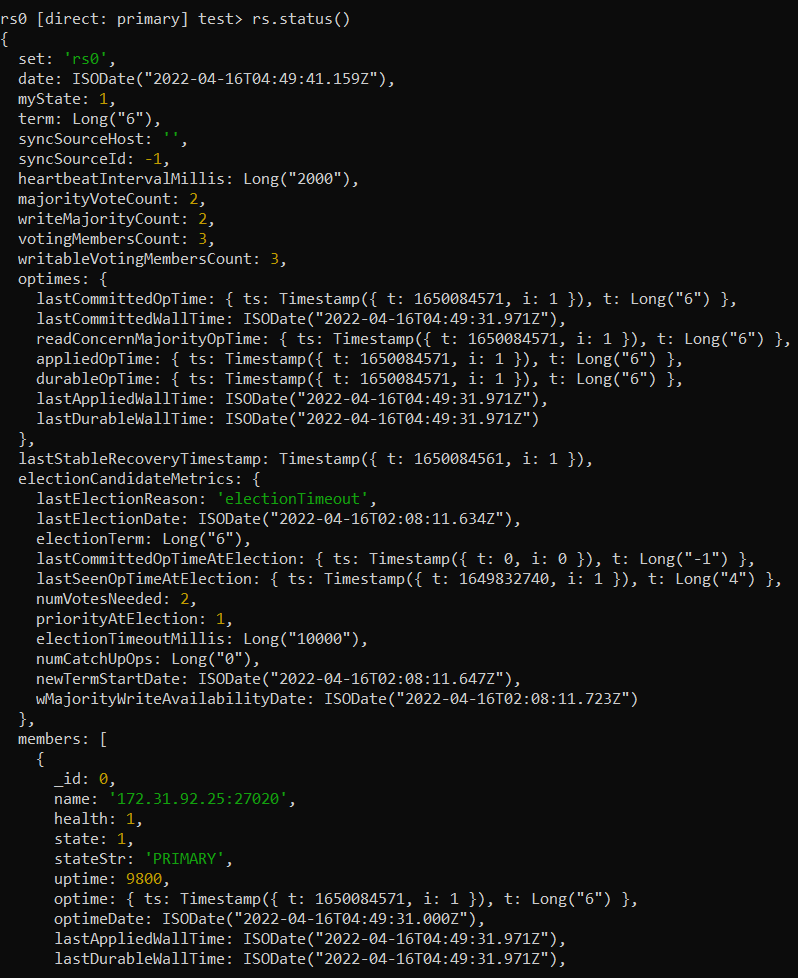 rs0 [direct: primary] test> rs.status()
{
  set: 'rs0',
  date: ISODate("2022-04-16T04:49:41.159Z"),
  myState: 1,
  term: Long("6"),
  syncSourceHost: '',
  syncSourceId: -1,
  heartbeatIntervalMillis: Long("2000"),
  majorityVoteCount: 2,
  writeMajorityCount: 2,
  votingMembersCount: 3,
  writableVotingMembersCount: 3,
  optimes: {
    lastCommittedOpTime: { ts: Timestamp({ t: 1650084571, i: 1 }), t: Long("6") },
    lastCommittedWallTime: ISODate("2022-04-16T04:49:31.971Z"),
    readConcernMajorityOpTime: { ts: Timestamp({ t: 1650084571, i: 1 }), t: Long("6") },
    appliedOpTime: { ts: Timestamp({ t: 1650084571, i: 1 }), t: Long("6") },
    durableOpTime: { ts: Timestamp({ t: 1650084571, i: 1 }), t: Long("6") },
    lastAppliedWallTime: ISODate("2022-04-16T04:49:31.971Z"),
    lastDurableWallTime: ISODate("2022-04-16T04:49:31.971Z")
  },
  lastStableRecoveryTimestamp: Timestamp({ t: 1650084561, i: 1 }),
  electionCandidateMetrics: {
    lastElectionReason: 'electionTimeout',
    lastElectionDate: ISODate("2022-04-16T02:08:11.634Z"),
    electionTerm: Long("6"),
    lastCommittedOpTimeAtElection: { ts: Timestamp({ t: 0, i: 0 }), t: Long("-1") },
    lastSeenOpTimeAtElection: { ts: Timestamp({ t: 1649832740, i: 1 }), t: Long("4") },
    numVotesNeeded: 2,
    priorityAtElection: 1,
    electionTimeoutMillis: Long("10000"),
    numCatchUpOps: Long("0"),
    newTermStartDate: ISODate("2022-04-16T02:08:11.647Z"),
    wMajorityWriteAvailabilityDate: ISODate("2022-04-16T02:08:11.723Z")
  },
  members: [
    {
      _id: 0,
      name: '172.31.92.25:27020',
      health: 1,
      state: 1,
      stateStr: 'PRIMARY',
      uptime: 9800,
      optime: { ts: Timestamp({ t: 1650084571, i: 1 }), t: Long("6") },
      optimeDate: ISODate("2022-04-16T04:49:31.000Z"),
      lastAppliedWallTime: ISODate("2022-04-16T04:49:31.971Z"),
      lastDurableWallTime: ISODate("2022-04-16T04:49:31.971Z"),